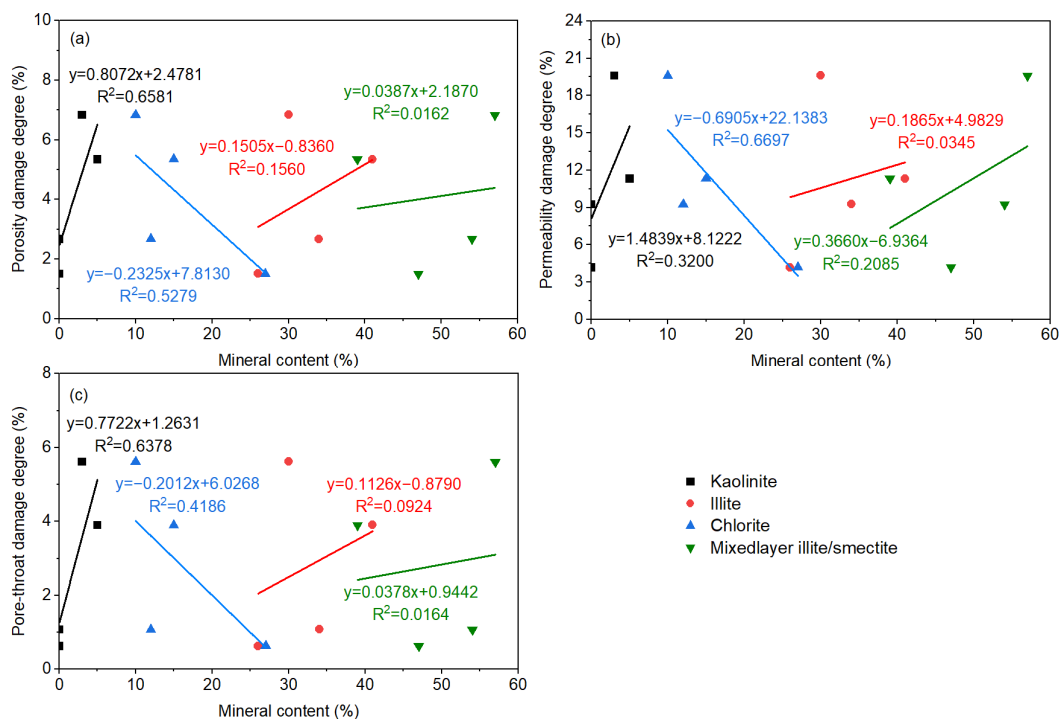 (a)
y=0.8072x+2.4781
R²=0.6581
y=0.0387x+2.1870
R²=0.0162
y=0.1505x−0.8360
R²=0.1560
y=−0.2325x+7.8130
R²=0.5279
Porosity damage degree (%)
10
8
6
4
2
0
0 10 20 30 40 50 60
Mineral content (%)
(b)
y=−0.6905x+22.1383
R²=0.6697
y=0.1865x+4.9829
R²=0.0345
y=1.4839x+8.1222
R²=0.3200
y=0.3660x−6.9364
R²=0.2085
Permeability damage degree (%)
24
21
18
15
12
9
6
3
0
0 10 20 30 40 50 60
Mineral content (%)
(c)
y=0.7722x+1.2631
R²=0.6378
y=−0.2012x+6.0268
R²=0.4186
y=0.1126x−0.8790
R²=0.0924
y=0.0378x+0.9442
R²=0.0164
Pore-throat damage degree (%)
8
6
4
2
0
0 10 20 30 40 50 60
Mineral content (%)
Kaolinite
Illite
Chlorite
Mixedlayer illite/smectite